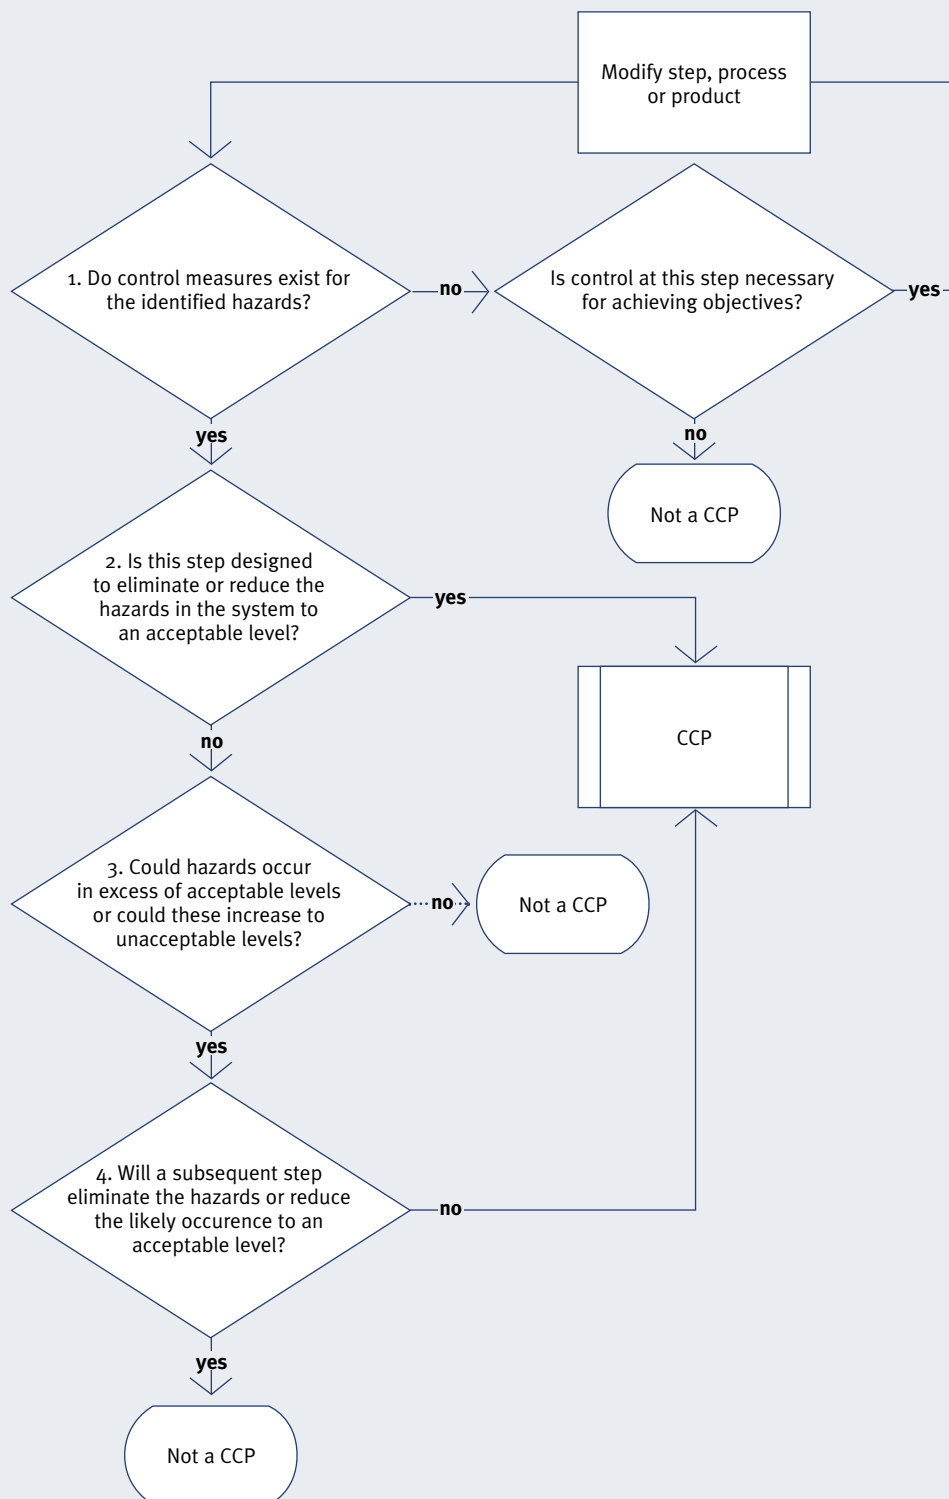 Modify step, process
or product
1. Do control measures exist for
the identified hazards?
no
Is control at this step necessary
for achieving objectives?
yes
yes
no
Not a CCP
2. Is this step designed
to eliminate or reduce the
hazards in the system to
an acceptable level?
yes
no
CCP
3. Could hazards occur
in excess of acceptable levels
or could these increase to
unacceptable levels?
no
Not a CCP
yes
4. Will a subsequent step
eliminate the hazards or reduce
the likely occurence to an
acceptable level?
no
yes
Not a CCP